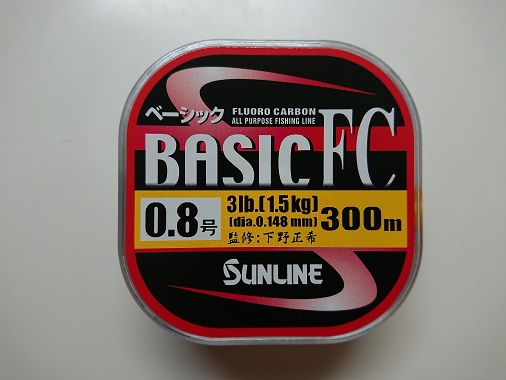 ベーシック FLUORO CARBON
ALL PURPOSE FISHING LINE
BASIC FC
0.8号 3lb.(1.5kg) 300m
(dia.0.148 mm)
監修:下野正希
SUNLINE